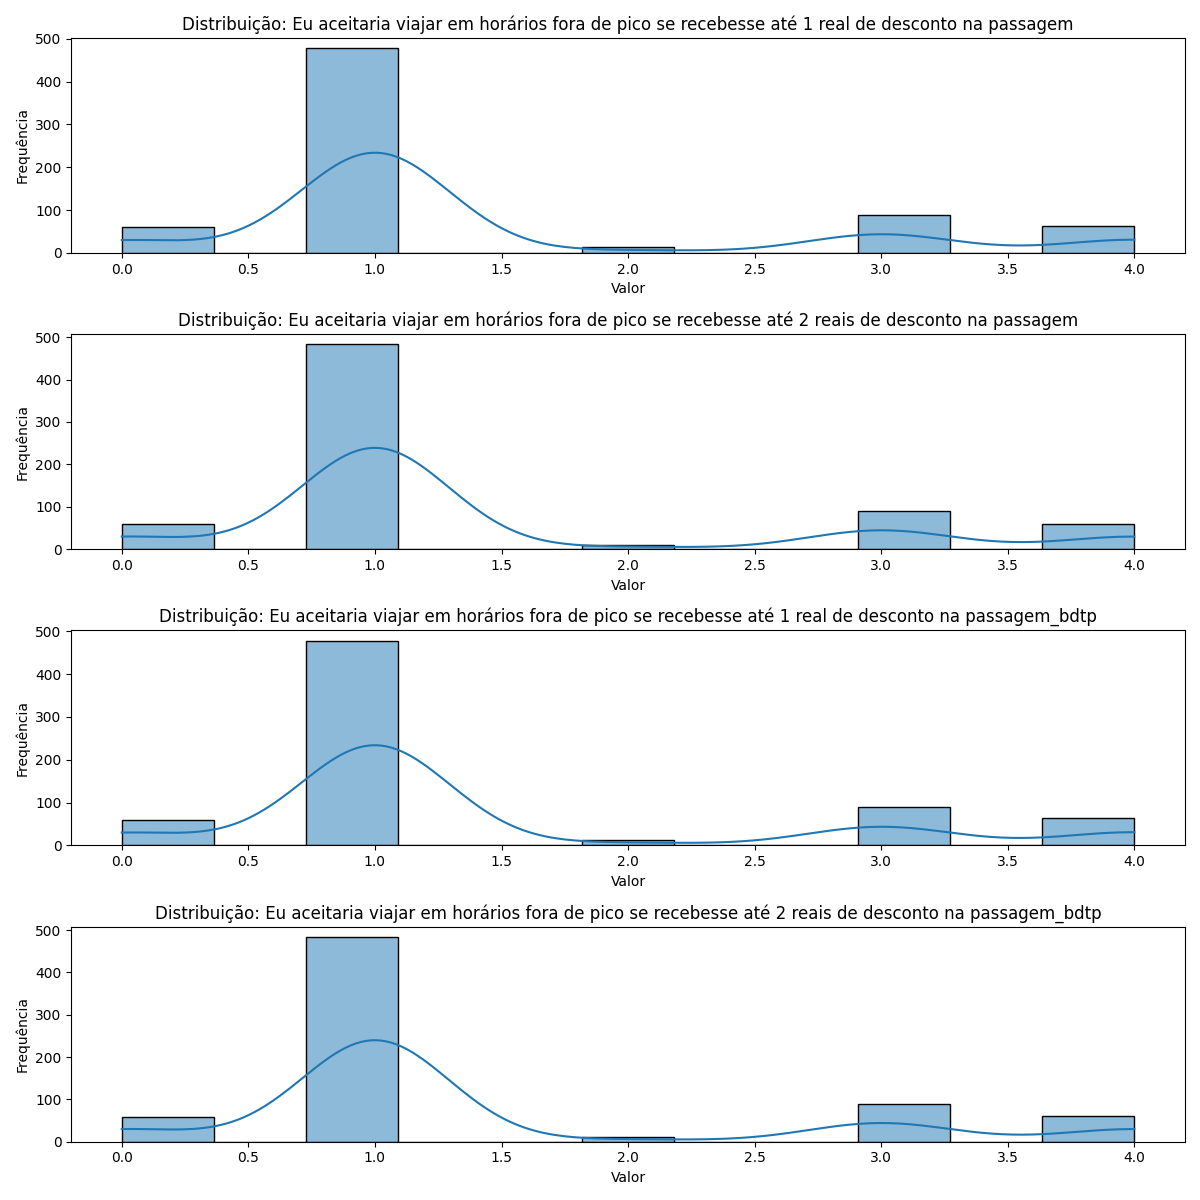 Distribuição: Eu aceitaria viajar em horários fora de pico se recebesse até 1 real de desconto na passagem
500
400
300
200
100
0
Frequência
0.0 0.5 1.0 1.5 2.0 2.5 3.0 3.5 4.0
Valor
Distribuição: Eu aceitaria viajar em horários fora de pico se recebesse até 2 reais de desconto na passagem
500
400
300
200
100
0
Frequência
0.0 0.5 1.0 1.5 2.0 2.5 3.0 3.5 4.0
Valor
Distribuição: Eu aceitaria viajar em horários fora de pico se recebesse até 1 real de desconto na passagem_bdtp
500
400
300
200
100
0
Frequência
0.0 0.5 1.0 1.5 2.0 2.5 3.0 3.5 4.0
Valor
Distribuição: Eu aceitaria viajar em horários fora de pico se recebesse até 2 reais de desconto na passagem_bdtp
500
400
300
200
100
0
Frequência
0.0 0.5 1.0 1.5 2.0 2.5 3.0 3.5 4.0
Valor